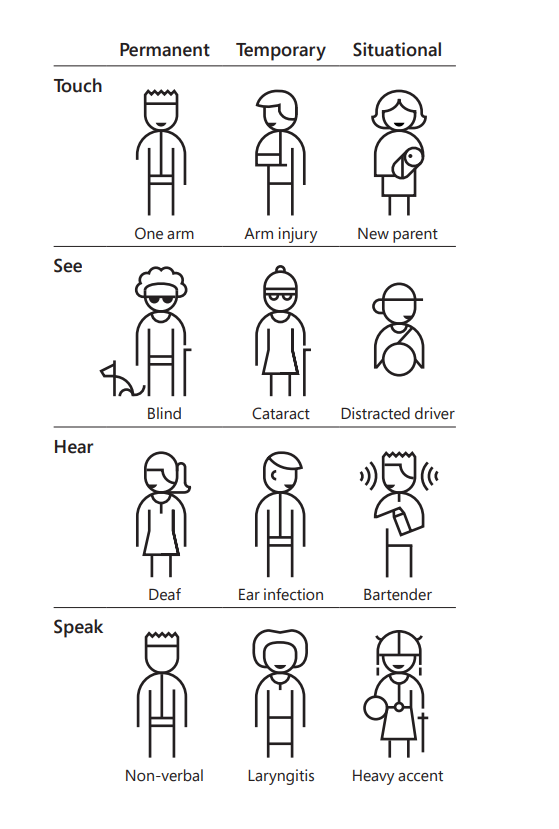 Permanent Temporary Situational
Touch
One arm Arm injury New parent
See
Blind Cataract Distracted driver
Hear
Deaf Ear infection Bartender
Speak
Non-verbal Laryngitis Heavy accent